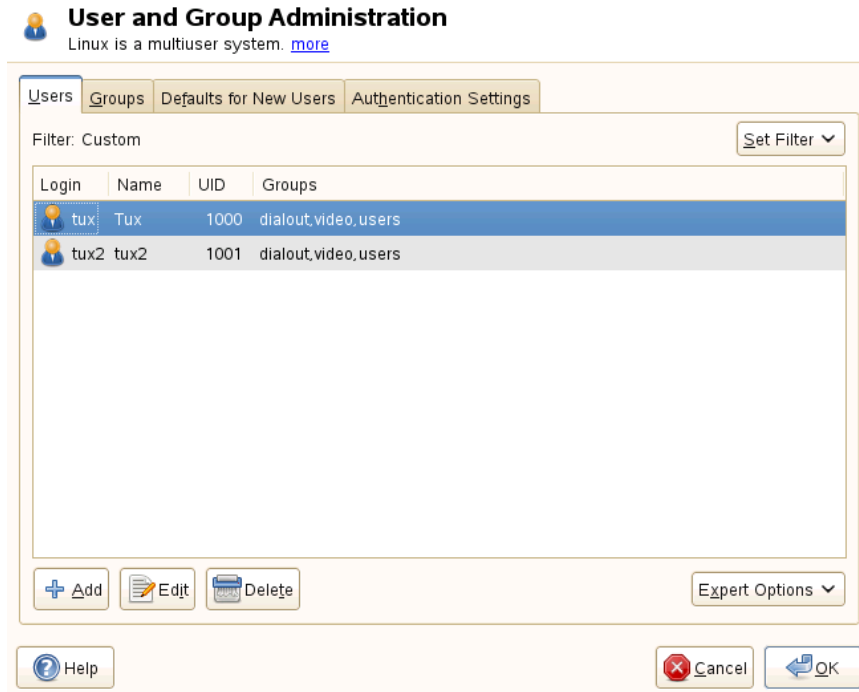 User and Group Administration
Linux is a multiuser system. more
Users Groups Defaults for New Users Authentication Settings
Filter: Custom Set Filter
Login Name UID Groups
tux Tux 1000 dialout,video,users
tux2 tux2 1001 dialout,video,users
Add Edit Delete Expert Options
Help Cancel OK